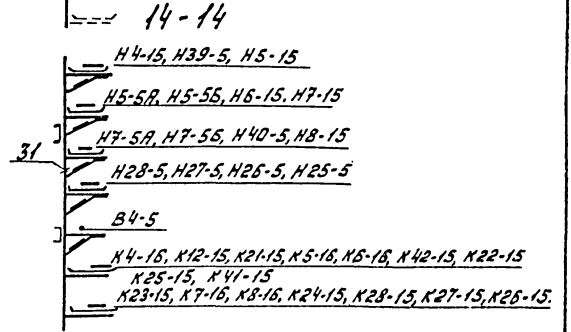 14-14
Н4-15, Н39-5, Н5-15
Н5-5А, Н5-5Б, Н6-15, Н7-15
Н7-5А, Н7-5Б, Н40-5, Н8-15
31
Н28-5, Н27-5, Н26-5, Н25-5
В4-5
К4-16, К12-15, К21-15, К5-16, К6-16, К42-15, К22-15
К25-15, К41-15
К23-15, К7-16, К8-16, К24-15, К28-15, К27-15, К26-15.